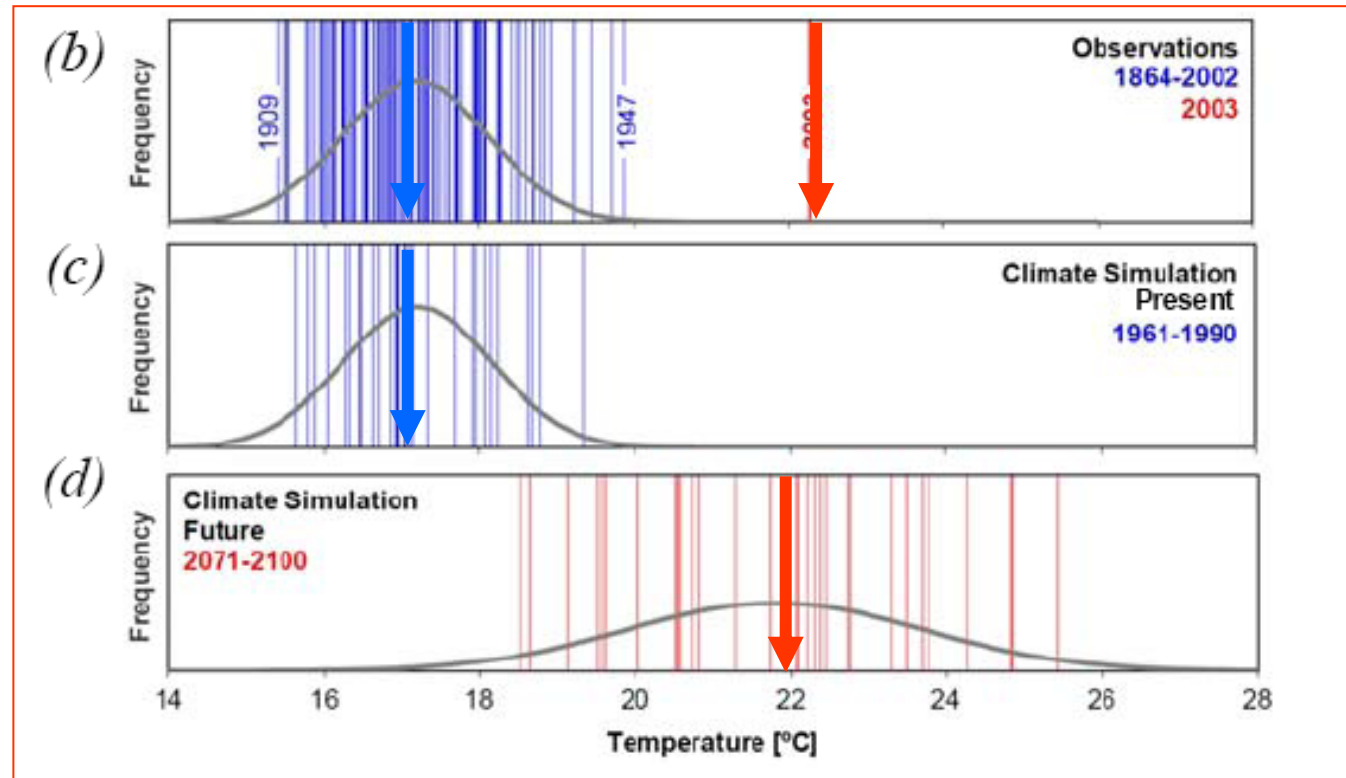 (b)
Frequency
1909
1947
Observations
1864-2002
2003
(c)
Frequency
Climate Simulation
Present
1961-1990
(d)
Frequency
Climate Simulation
Future
2071-2100
14 16 18 20 22 24 26 28
Temperature [ºC]